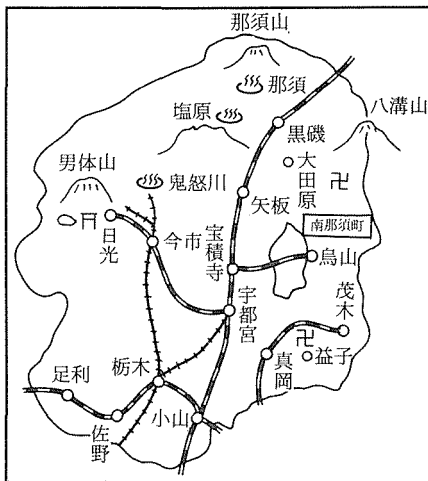 那須山
那須
塩原
八溝山
黒磯
大田原
男体山
鬼怒川
矢板
南那須町
日光
今市
宝積寺
烏山
宇都宮
茂木
益子
真岡
足利
栃木
佐野
小山